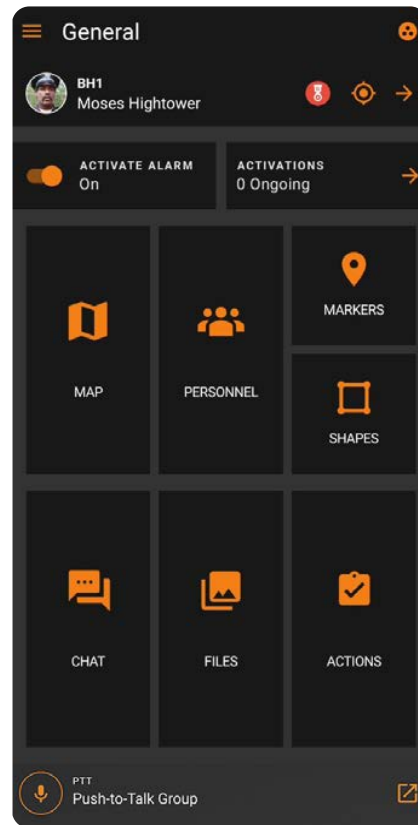 General
BH1
Moses Hightower
ACTIVATE ALARM
On
ACTIVATIONS
0 Ongoing
MAP
PERSONNEL
MARKERS
SHAPES
CHAT
FILES
ACTIONS
PTT
Push-to-Talk Group